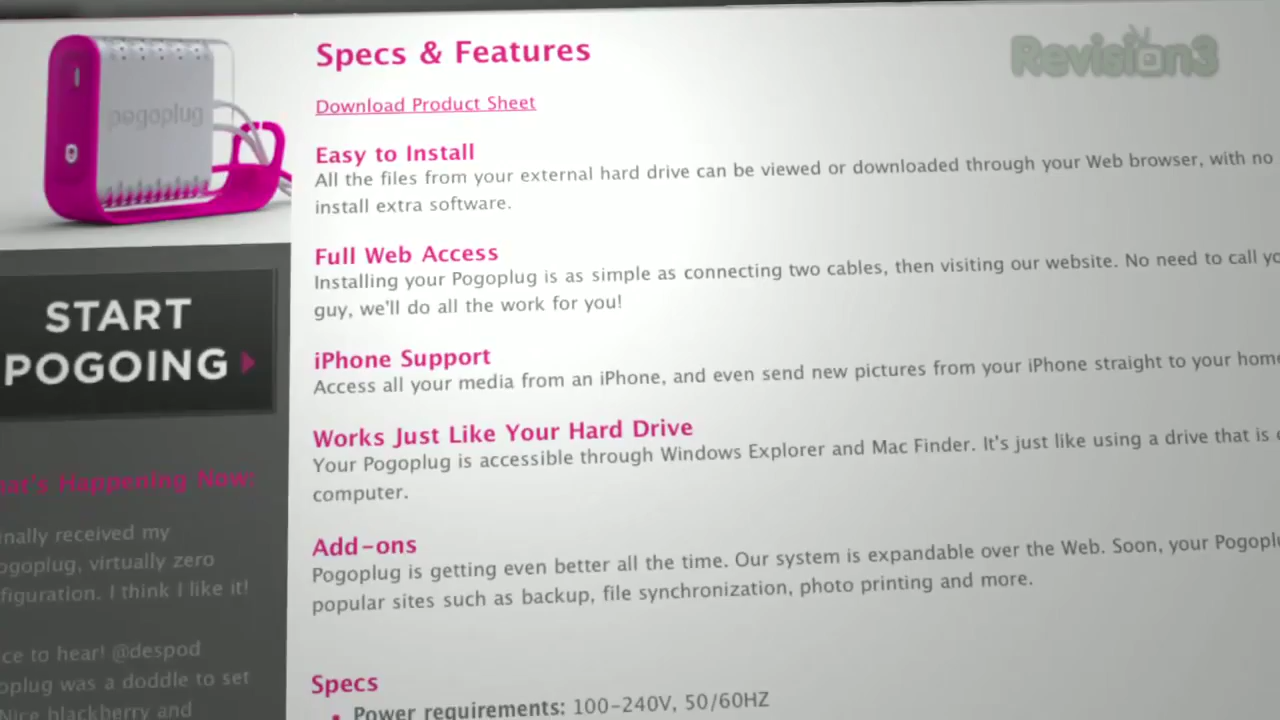 pogoplug
Revision3
START
POGOING
Happening Now!
received my
virtually zero
I think I like it!
to hear! @despod
was a doddle to set
blackberry and
Specs & Features
Download Product Sheet
Easy to Install
All the files from your external hard drive can be viewed or downloaded through your Web browser, with no
install extra software.
Full Web Access
Installing your Pogoplug is as simple as connecting two cables, then visiting our website. No need to call
guy, we'll do all the work for you!
iPhone Support
Access all your media from an iPhone, and even send new pictures from your iPhone straight to your home
Works Just Like Your Hard Drive
Your Pogoplug is accessible through Windows Explorer and Mac Finder. It's just like using a drive that is
computer.
Add-ons
Pogoplug is getting even better all the time. Our system is expandable over the Web. Soon, your
popular sites such as backup, file synchronization, photo printing and more.
Specs
• Power requirements: 100-240V, 50/60HZ